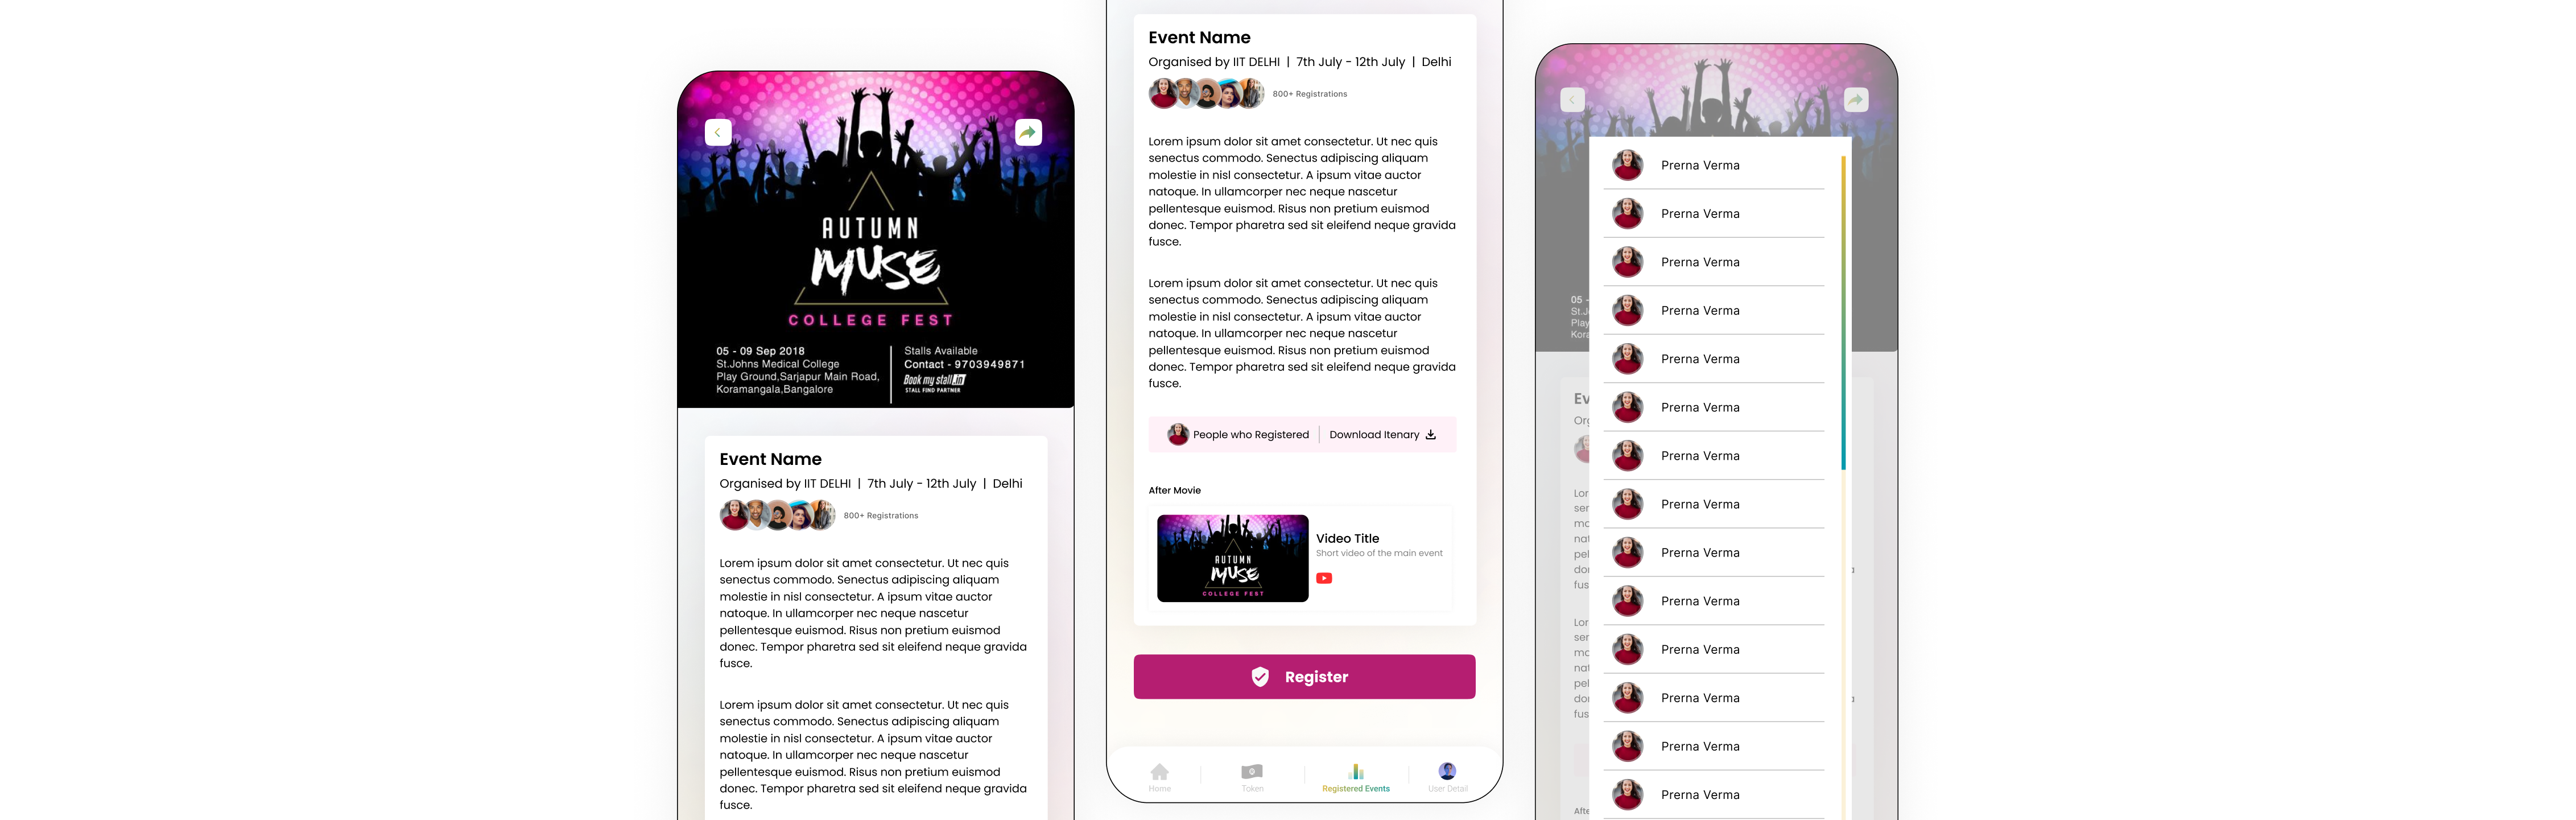 AUTUMN
MUSE
COLLEGE FEST
05 - 09 Sep 2018
St.Johns Medical College
Play Ground,Sarjapur Main Road,
Koramangala,Bangalore
Stalls Available
Contact - 9703949871
Book my stall.in
STALL FIND PARTNER
Event Name
Organised by IIT DELHI | 7th July - 12th July | Delhi
800+ Registrations
Lorem ipsum dolor sit amet consectetur. Ut nec quis
senectus commodo. Senectus adipiscing aliquam
molestie in nisl consectetur. A ipsum vitae auctor
natoque. In ullamcorper nec neque nascetur
pellentesque euismod. Risus non pretium euismod
donec. Tempor pharetra sed sit eleifend neque gravida
fusce.
Lorem ipsum dolor sit amet consectetur. Ut nec quis
senectus commodo. Senectus adipiscing aliquam
molestie in nisl consectetur. A ipsum vitae auctor
natoque. In ullamcorper nec neque nascetur
pellentesque euismod. Risus non pretium euismod
donec. Tempor pharetra sed sit eleifend neque gravida
fusce.
Event Name
Organised by IIT DELHI | 7th July - 12th July | Delhi
800+ Registrations
Lorem ipsum dolor sit amet consectetur. Ut nec quis
senectus commodo. Senectus adipiscing aliquam
molestie in nisl consectetur. A ipsum vitae auctor
natoque. In ullamcorper nec neque nascetur
pellentesque euismod. Risus non pretium euismod
donec. Tempor pharetra sed sit eleifend neque gravida
fusce.
Lorem ipsum dolor sit amet consectetur. Ut nec quis
senectus commodo. Senectus adipiscing aliquam
molestie in nisl consectetur. A ipsum vitae auctor
natoque. In ullamcorper nec neque nascetur
pellentesque euismod. Risus non pretium euismod
donec. Tempor pharetra sed sit eleifend neque gravida
fusce.
People who Registered | Download Itenary
After Movie
AUTUMN
MUSE
COLLEGE FEST
Video Title
Short video of the main event
Register
Home
Token
Registered Events
User Detail
Prerna Verma
Prerna Verma
Prerna Verma
Prerna Verma
Prerna Verma
Prerna Verma
Prerna Verma
Prerna Verma
Prerna Verma
Prerna Verma
Prerna Verma
Prerna Verma
Prerna Verma
Prerna Verma